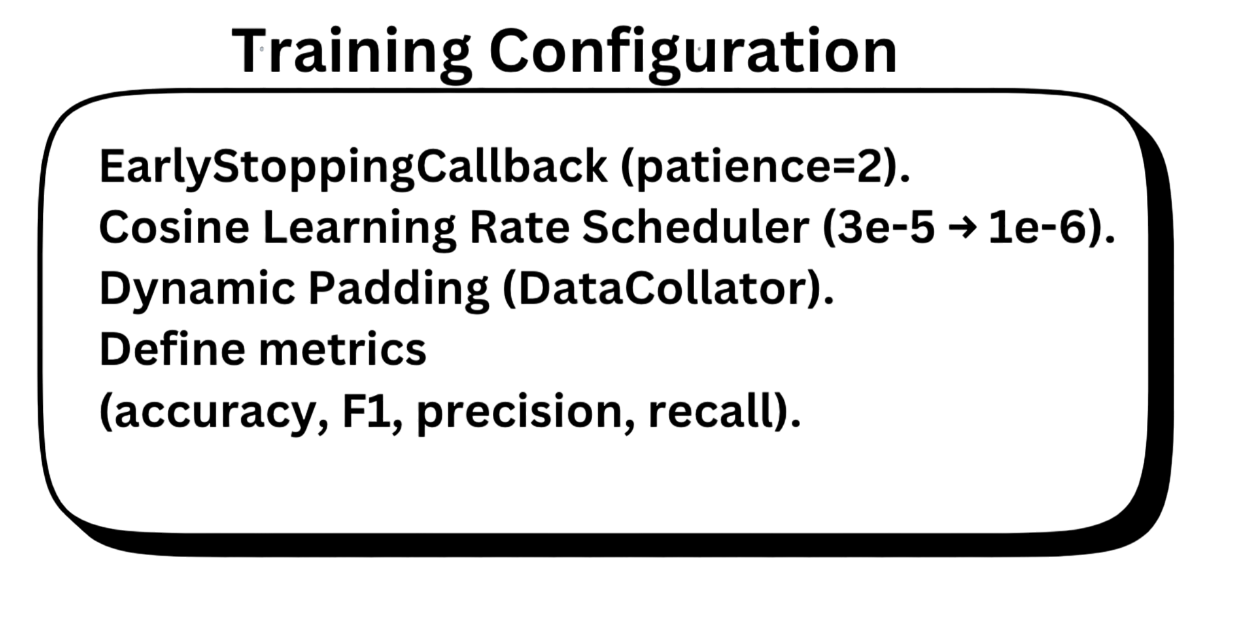 Training Configuration
EarlyStoppingCallback (patience=2).
Cosine Learning Rate Scheduler (3e-5 → 1e-6).
Dynamic Padding (DataCollator).
Define metrics
(accuracy, F1, precision, recall).